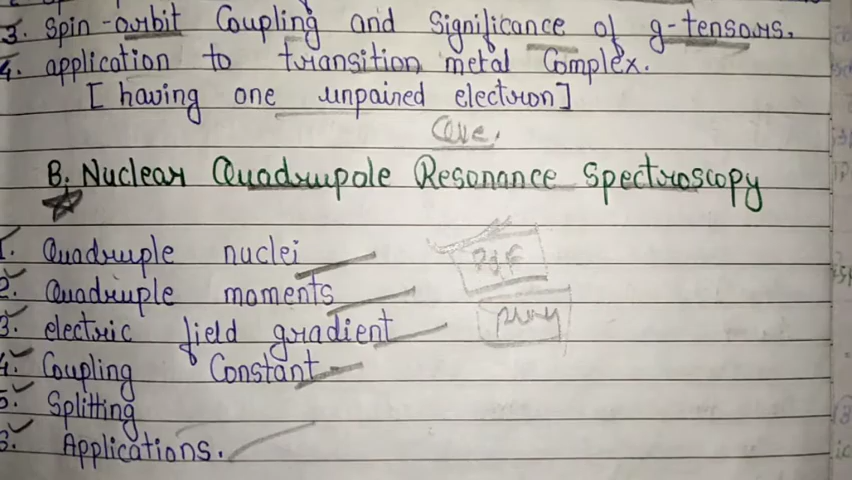 3. Spin-orbit Coupling and Significance of g-tensors.
4. application to transition metal Complex.
[having one unpaired electron]
B. Nuclear Quadrupole Resonance Spectroscopy
1. Quadruple nuclei
2. Quadruple moments
3. electric field gradient
4. Coupling Constant
5. Splitting
6. Applications.